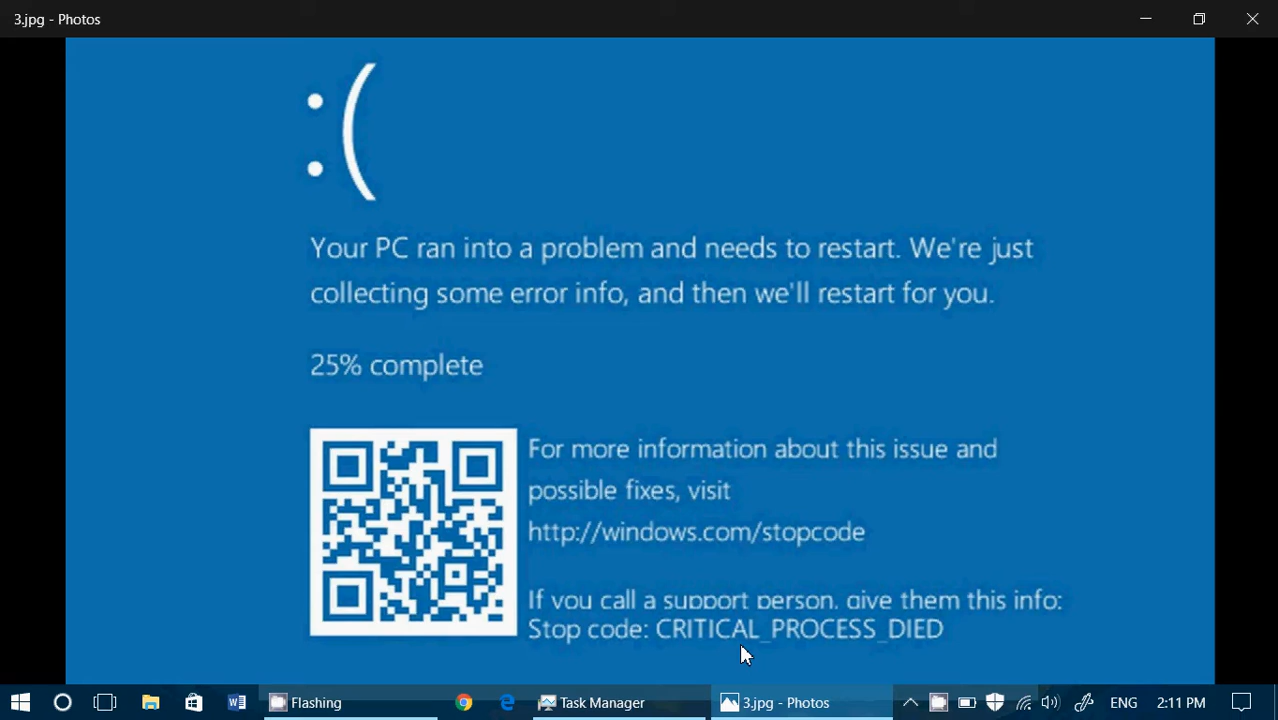 3.jpg - Photos
:(
Your PC ran into a problem and needs to restart. We're just
collecting some error info, and then we'll restart for you.
25% complete
For more information about this issue and
possible fixes, visit
http://windows.com/stopcode
If you call a support person, give them this info:
Stop code: CRITICAL_PROCESS_DIED
Flashing
Task Manager
3.jpg - Photos
ENG
2:11 PM